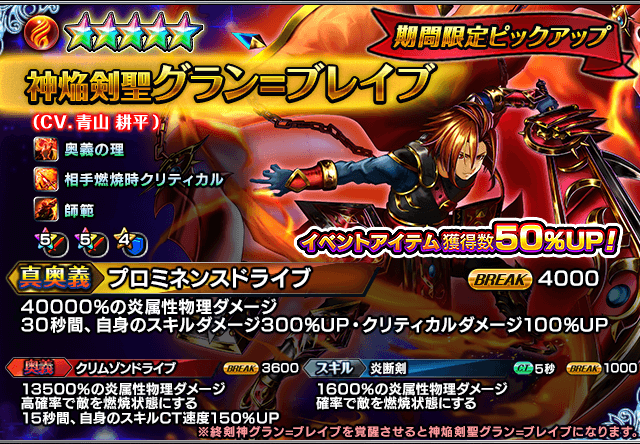 期間限定ピックアップ
神焔剣聖グラン=ブレイブ
(CV.青山 耕平)
奥義の理
相手燃焼時クリティカル
師範
5 5 4
イベントアイテム獲得数50%UP!
真奥義 プロミネンスドライブ BREAK 4000
40000%の炎属性物理ダメージ
30秒間、自身のスキルダメージ300%UP・クリティカルダメージ100%UP
奥義 クリムゾンドライブ BREAK 3600
13500%の炎属性物理ダメージ
高確率で敵を燃焼状態にする
15秒間、自身のスキルCT速度150%UP
スキル 炎断剣 C.T. 5秒 BREAK 1000
1600%の炎属性物理ダメージ
確率で敵を燃焼状態にする
※終剣神グラン=ブレイブを覚醒させると神焔剣聖グラン=ブレイブになります